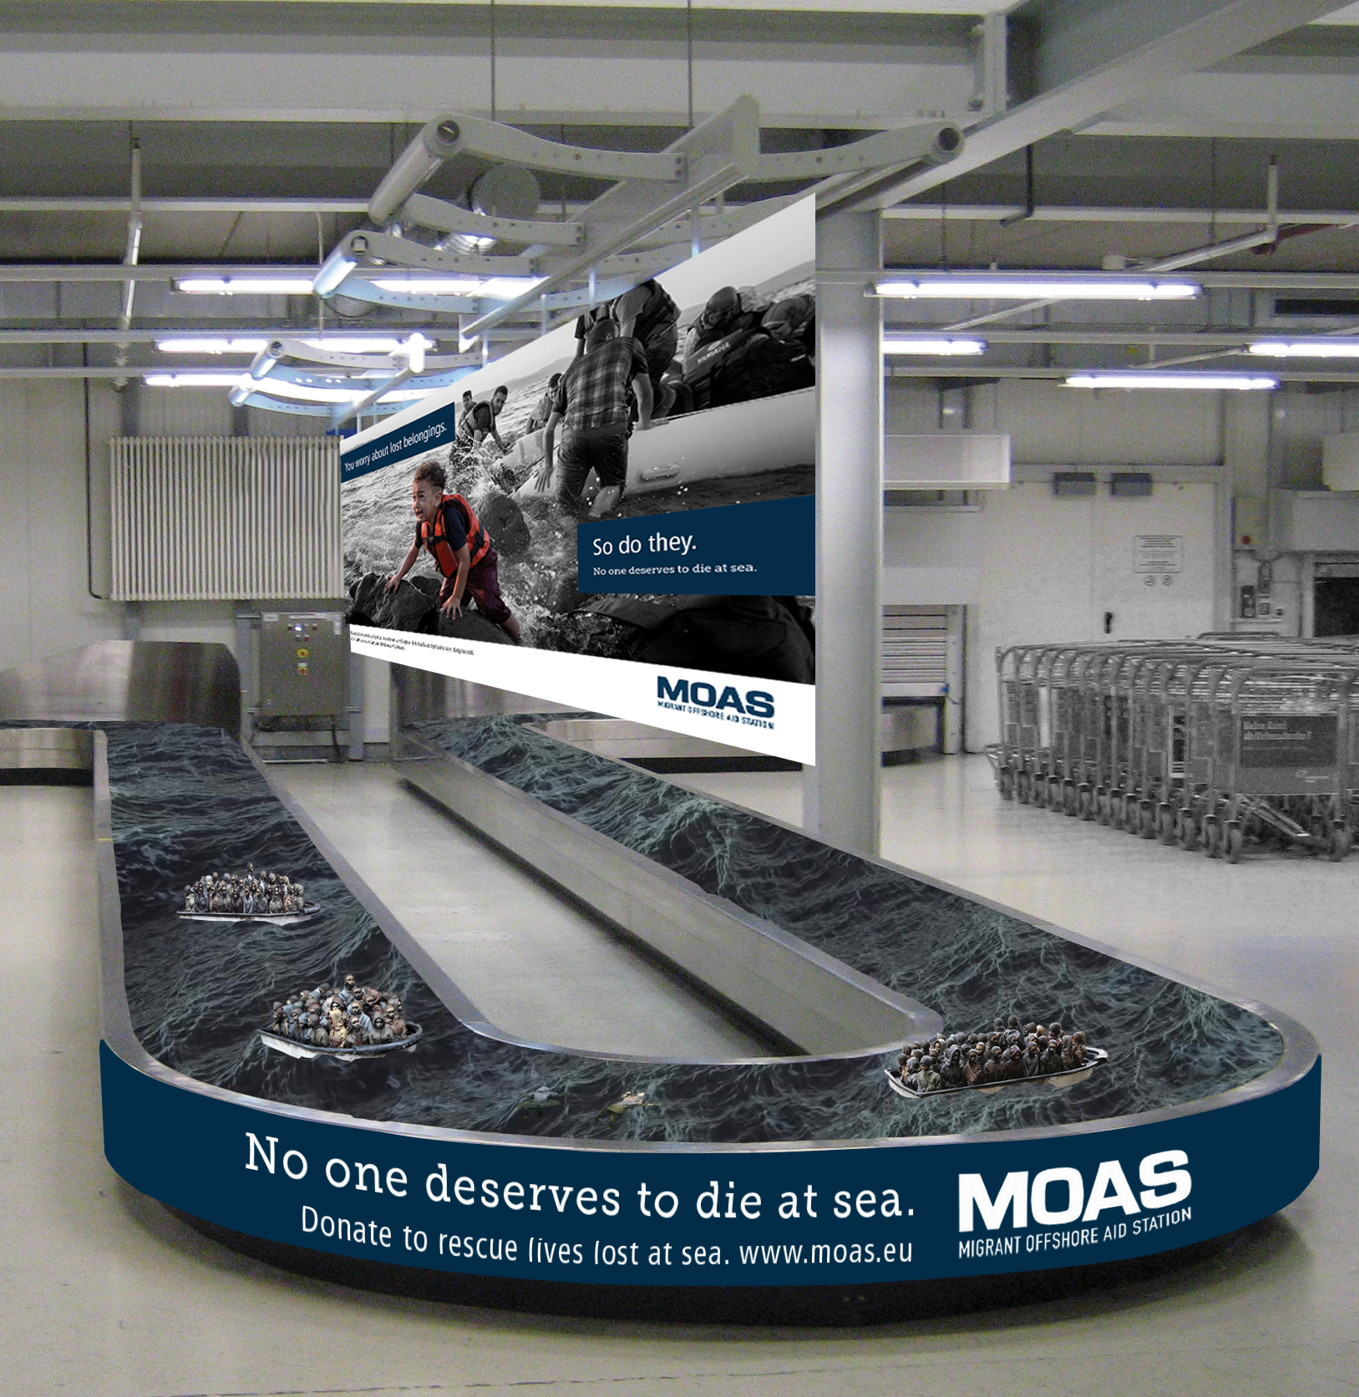 You worry about lost belongings.
So do they.
No one deserves to die at sea.
MOAS
MIGRANT OFFSHORE AID STATION
No one deserves to die at sea.
Donate to rescue lives lost at sea. www.moas.eu
MOAS
MIGRANT OFFSHORE AID STATION